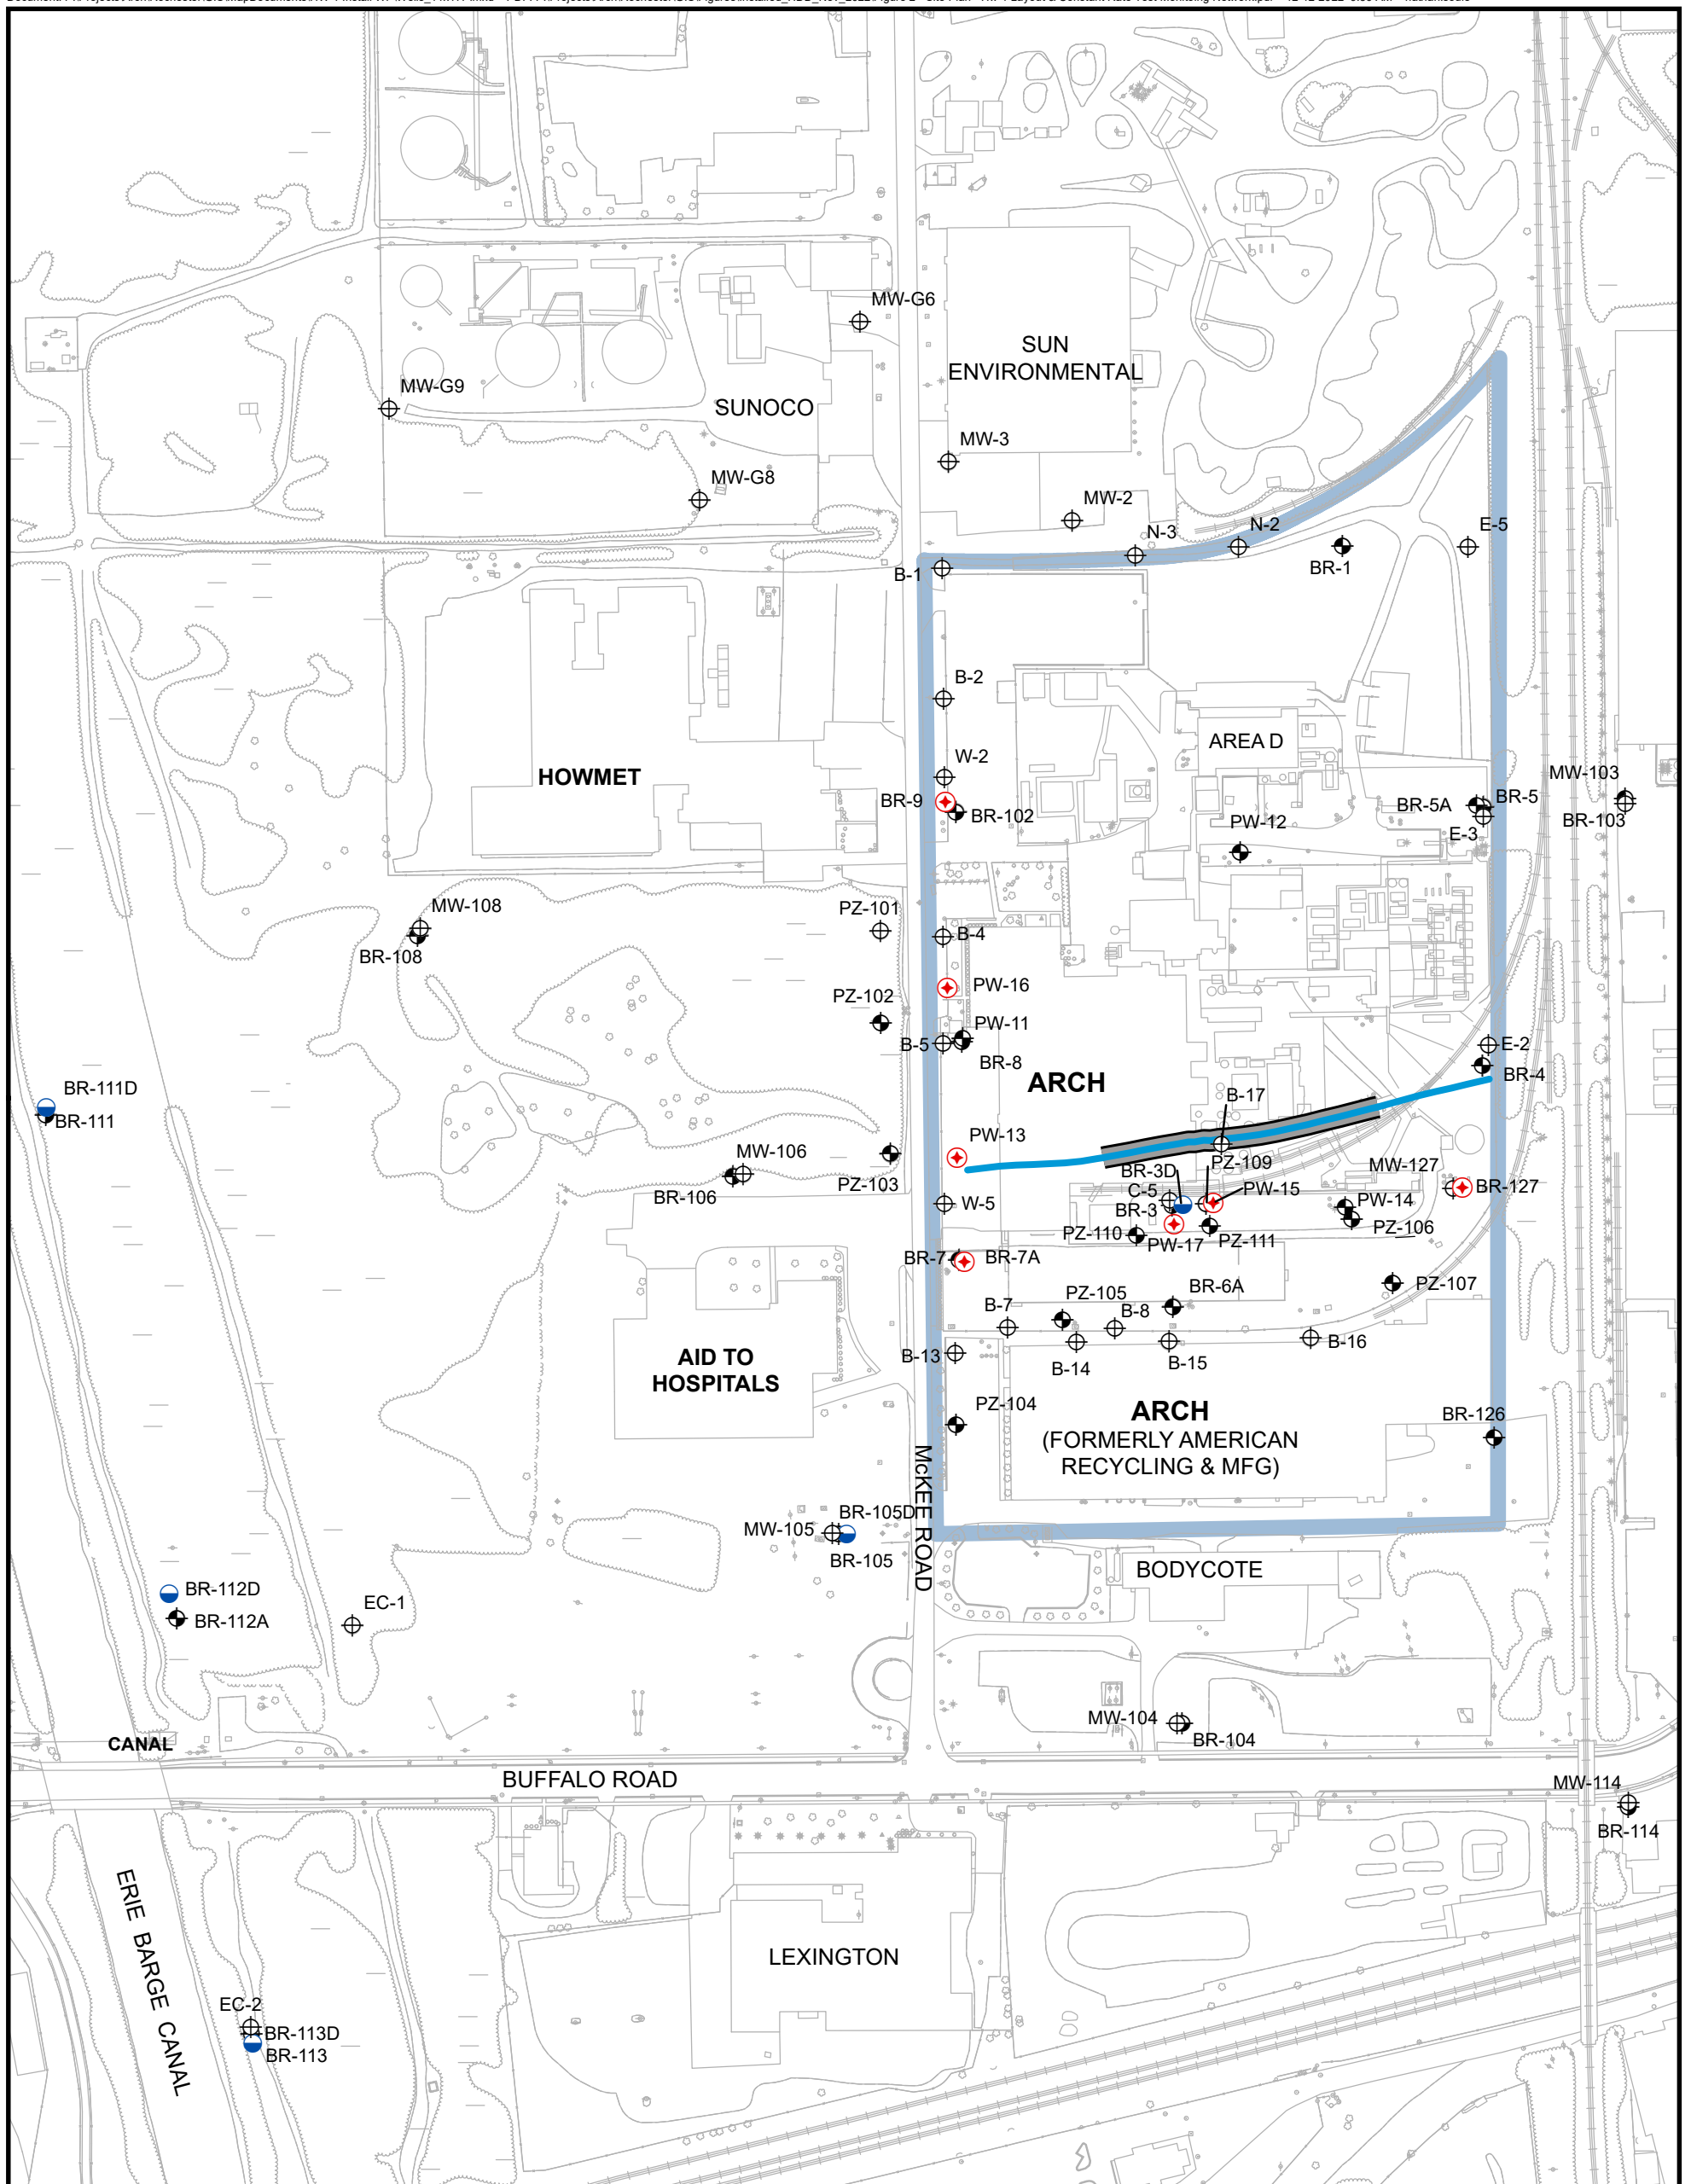 MW-G6
SUN
ENVIRONMENTAL
MW-G9
SUNOCO
MW-3
MW-G8
MW-2
N-3
N-2
E-5
BR-1
B-1
B-2
AREA D
W-2
HOWMET
MW-103
BR-9
BR-5A
BR-5
BR-102
BR-103
PW-12
E-3
MW-108
PZ-101
B-4
BR-108
PW-16
PZ-102
PW-11
B-5
E-2
BR-8
BR-4
ARCH
BR-111D
B-17
BR-111
PW-13
MW-106
PZ-109
MW-127
BR-3D
PZ-103
BR-106
PW-15
BR-127
C-5
W-5
PW-14
BR-3
PZ-106
PZ-110
PW-17
PZ-111
BR-7
BR-7A
PZ-107
BR-6A
PZ-105
B-7
B-8
B-16
AID TO
HOSPITALS
B-13
B-14
B-15
PZ-104
ARCH
(FORMERLY AMERICAN
RECYCLING & MFG)
BR-126
McKEE ROAD
BR-105D
MW-105
BR-105
BODYCOTE
BR-112D
EC-1
BR-112A
MW-104
BR-104
CANAL
BUFFALO ROAD
MW-114
BR-114
ERIE BARGE CANAL
LEXINGTON
EC-2
BR-113D
BR-113